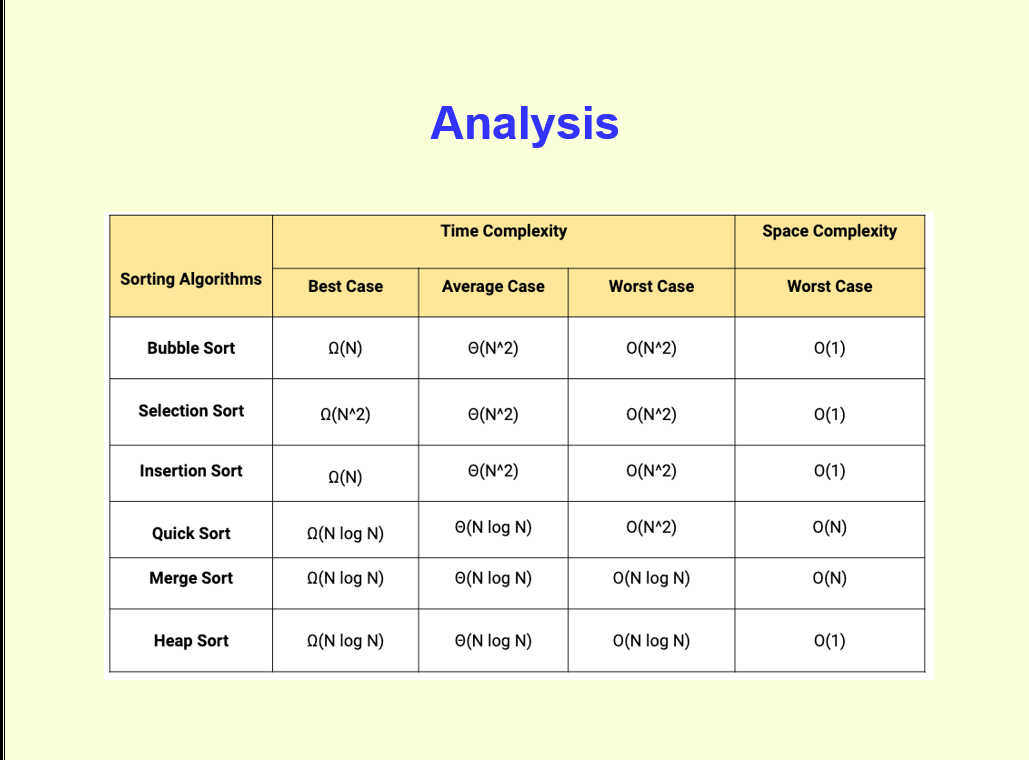 Analysis
Sorting Algorithms
Time Complexity
Space Complexity
Best Case
Average Case
Worst Case
Worst Case
Bubble Sort
Ω(N)
Θ(N^2)
O(N^2)
O(1)
Selection Sort
Ω(N^2)
Θ(N^2)
O(N^2)
O(1)
Insertion Sort
Ω(N)
Θ(N^2)
O(N^2)
O(1)
Quick Sort
Ω(N log N)
Θ(N log N)
O(N^2)
O(N)
Merge Sort
Ω(N log N)
Θ(N log N)
O(N log N)
O(N)
Heap Sort
Ω(N log N)
Θ(N log N)
O(N log N)
O(1)